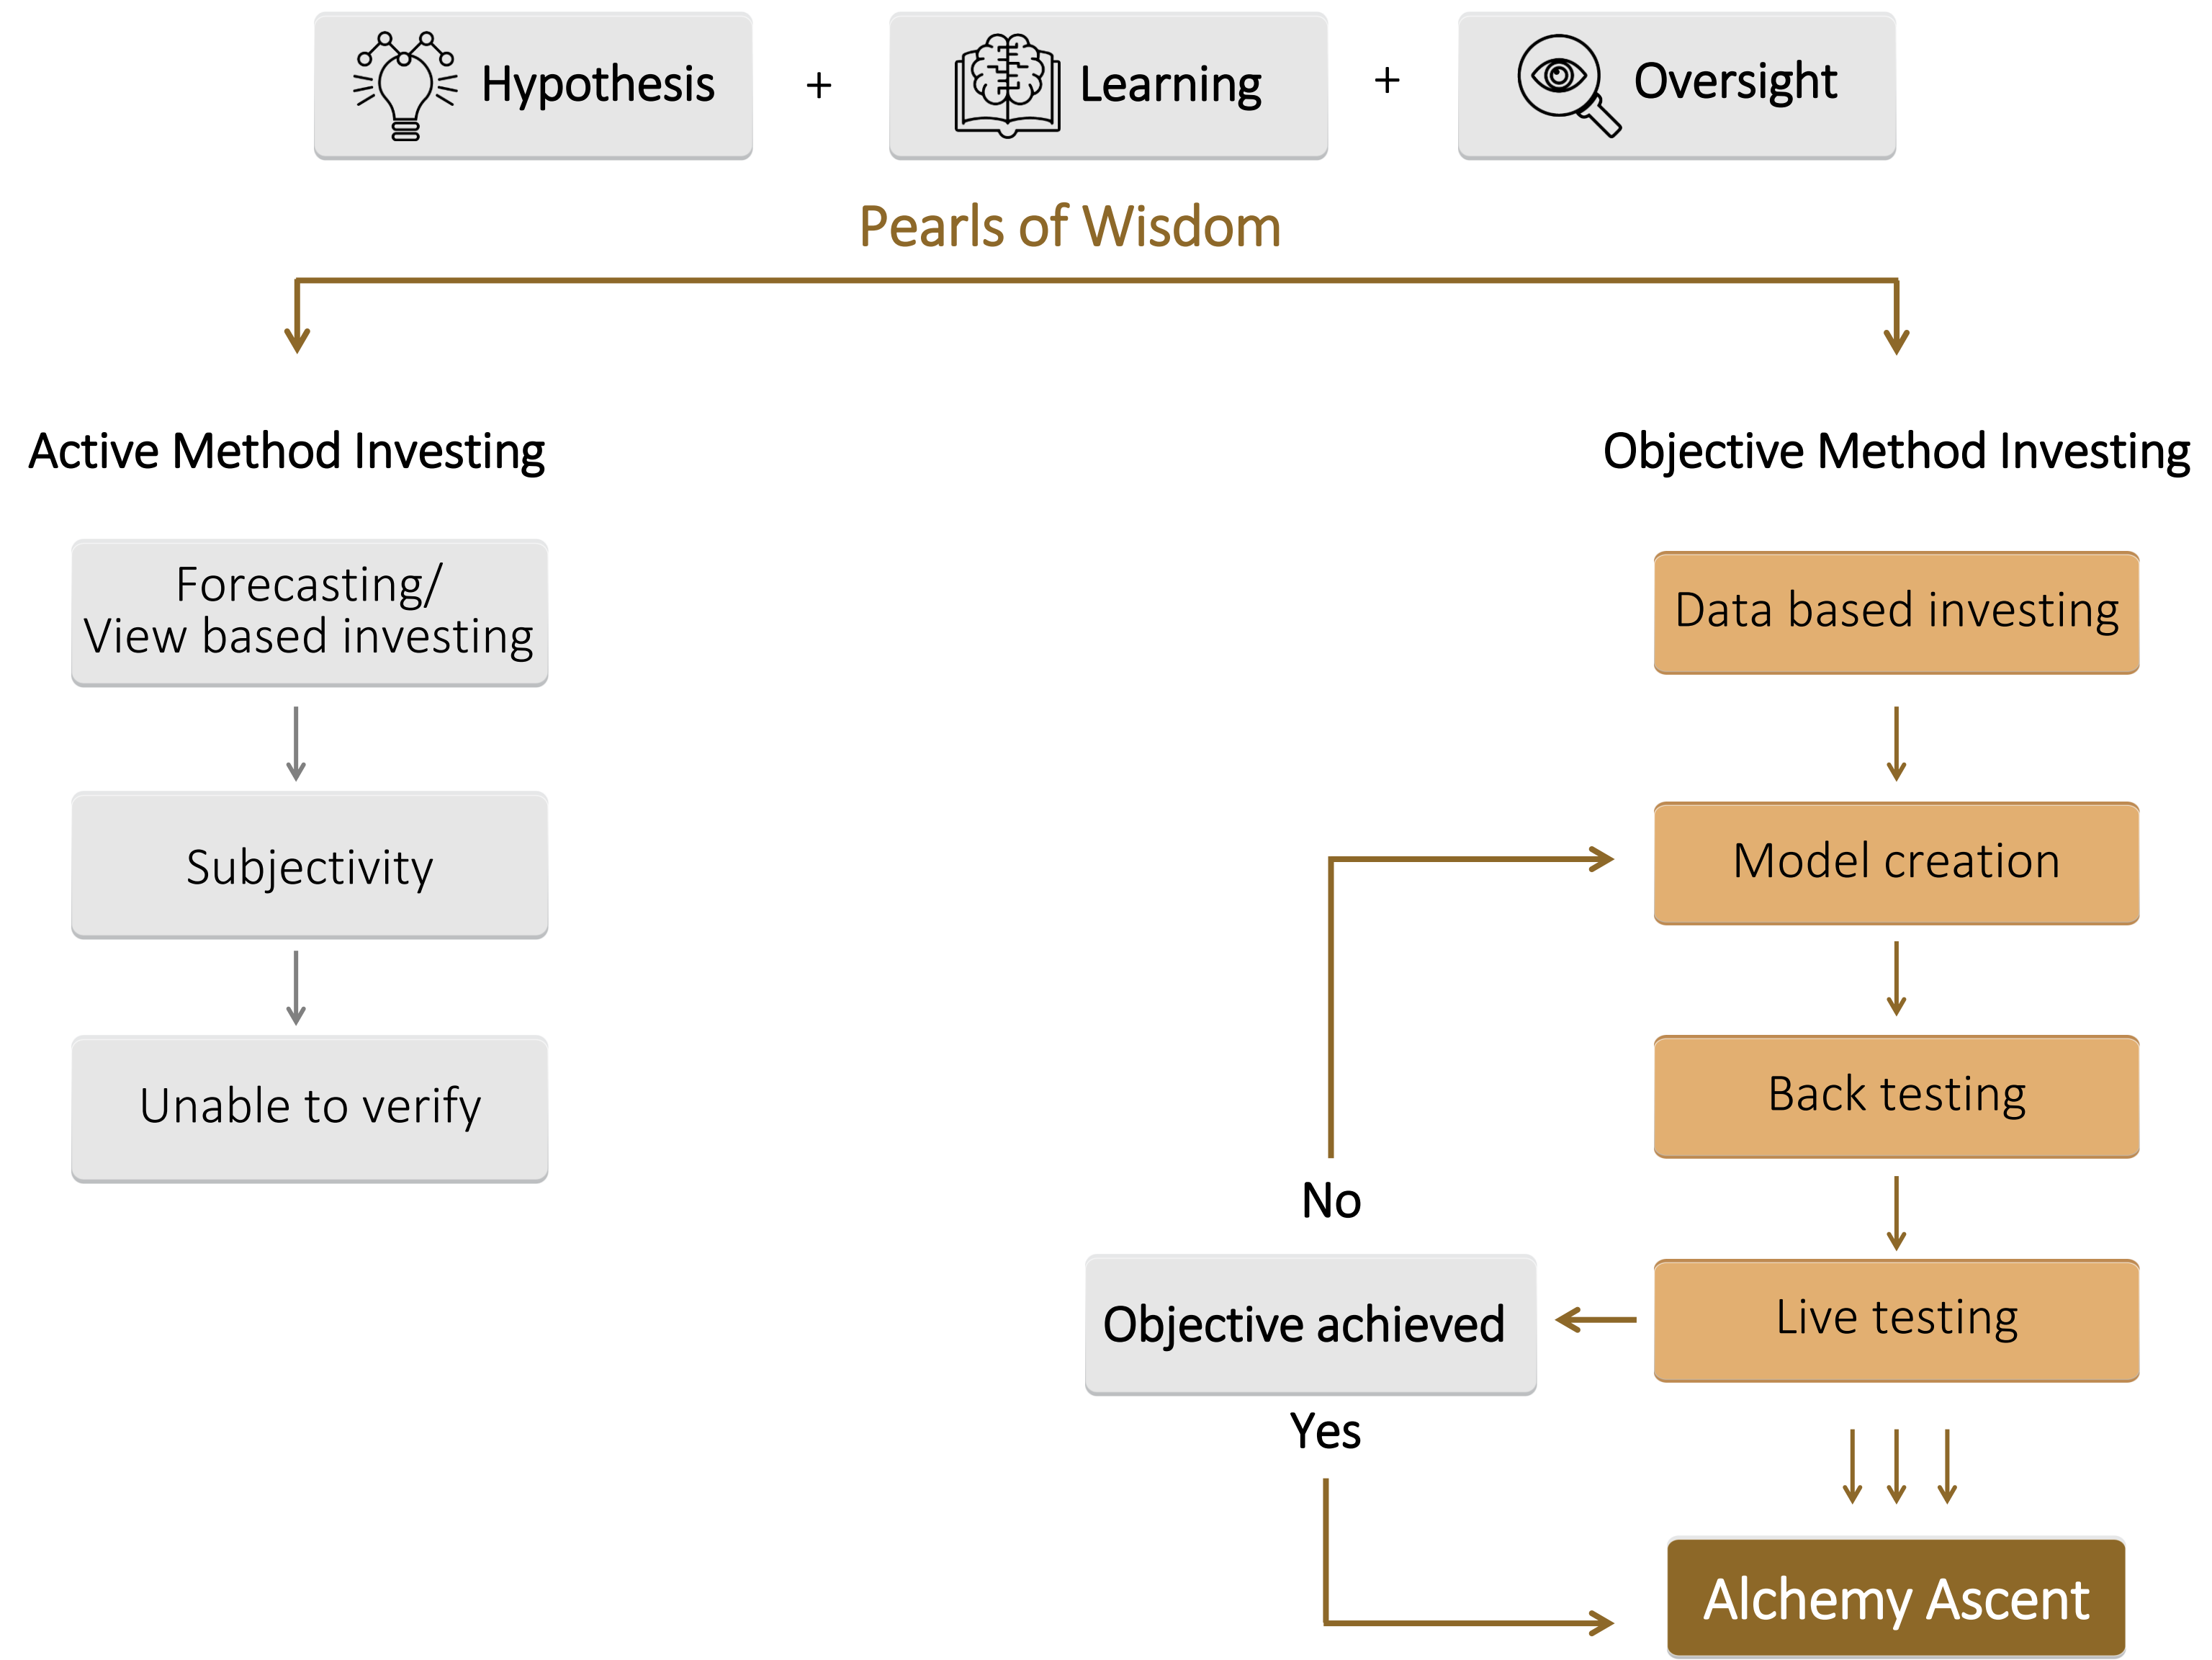 Hypothesis + Learning + Oversight
Pearls of Wisdom
Active Method Investing
Forecasting/
View based investing
Subjectivity
Unable to verify
Objective Method Investing
Data based investing
Model creation
Back testing
Live testing
No
Objective achieved
Yes
Alchemy Ascent